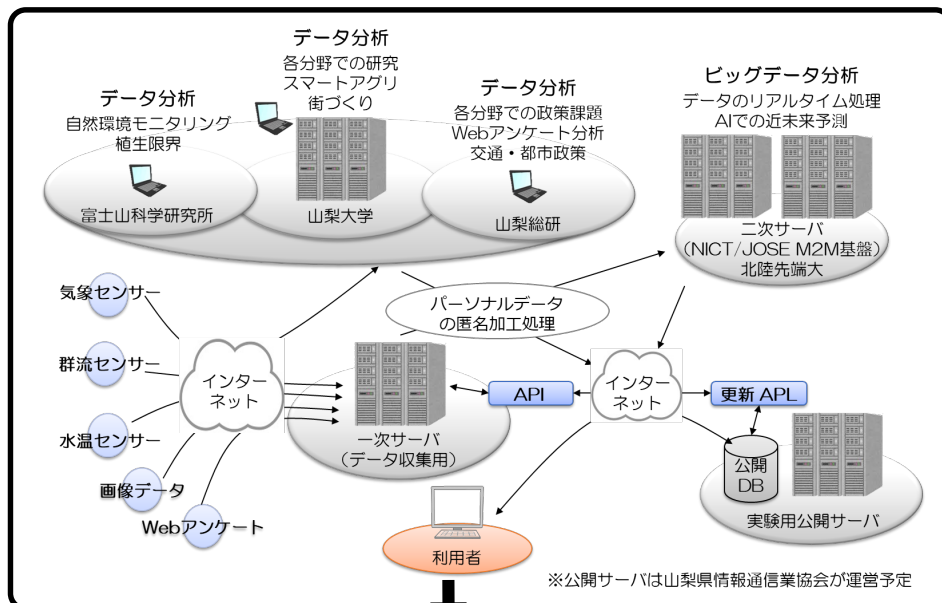 データ分析
各分野での研究
スマートアグリ
街づくり
データ分析
自然環境モニタリング
植生限界
データ分析
各分野での政策課題
Webアンケート分析
交通・都市政策
ビッグデータ分析
データのリアルタイム処理
AIでの近未来予測
富士山科学研究所
山梨大学
山梨総研
二次サーバ
（NICT/JOSE M2M基盤）
北陸先端大
気象センサー
群流センサー
水温センサー
画像データ
Webアンケート
パーソナルデータ
の匿名加工処理
インター
ネット
一次サーバ
（データ収集用）
API
インター
ネット
更新 APL
公開
DB
実験用公開サーバ
利用者
※公開サーバは山梨県情報通信業協会が運営予定